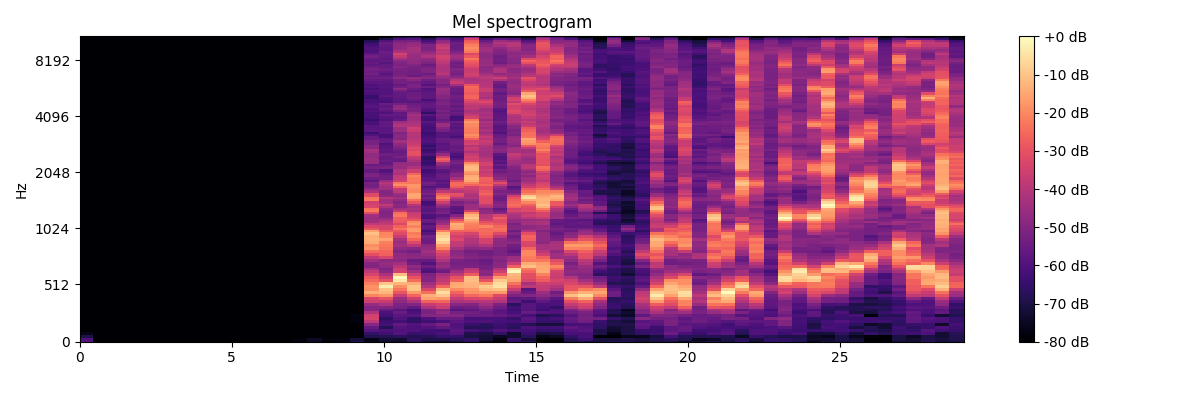 Mel spectrogram
8192
4096
2048
1024
512
0
Hz
0 5 10 15 20 25
Time
+0 dB
-10 dB
-20 dB
-30 dB
-40 dB
-50 dB
-60 dB
-70 dB
-80 dB